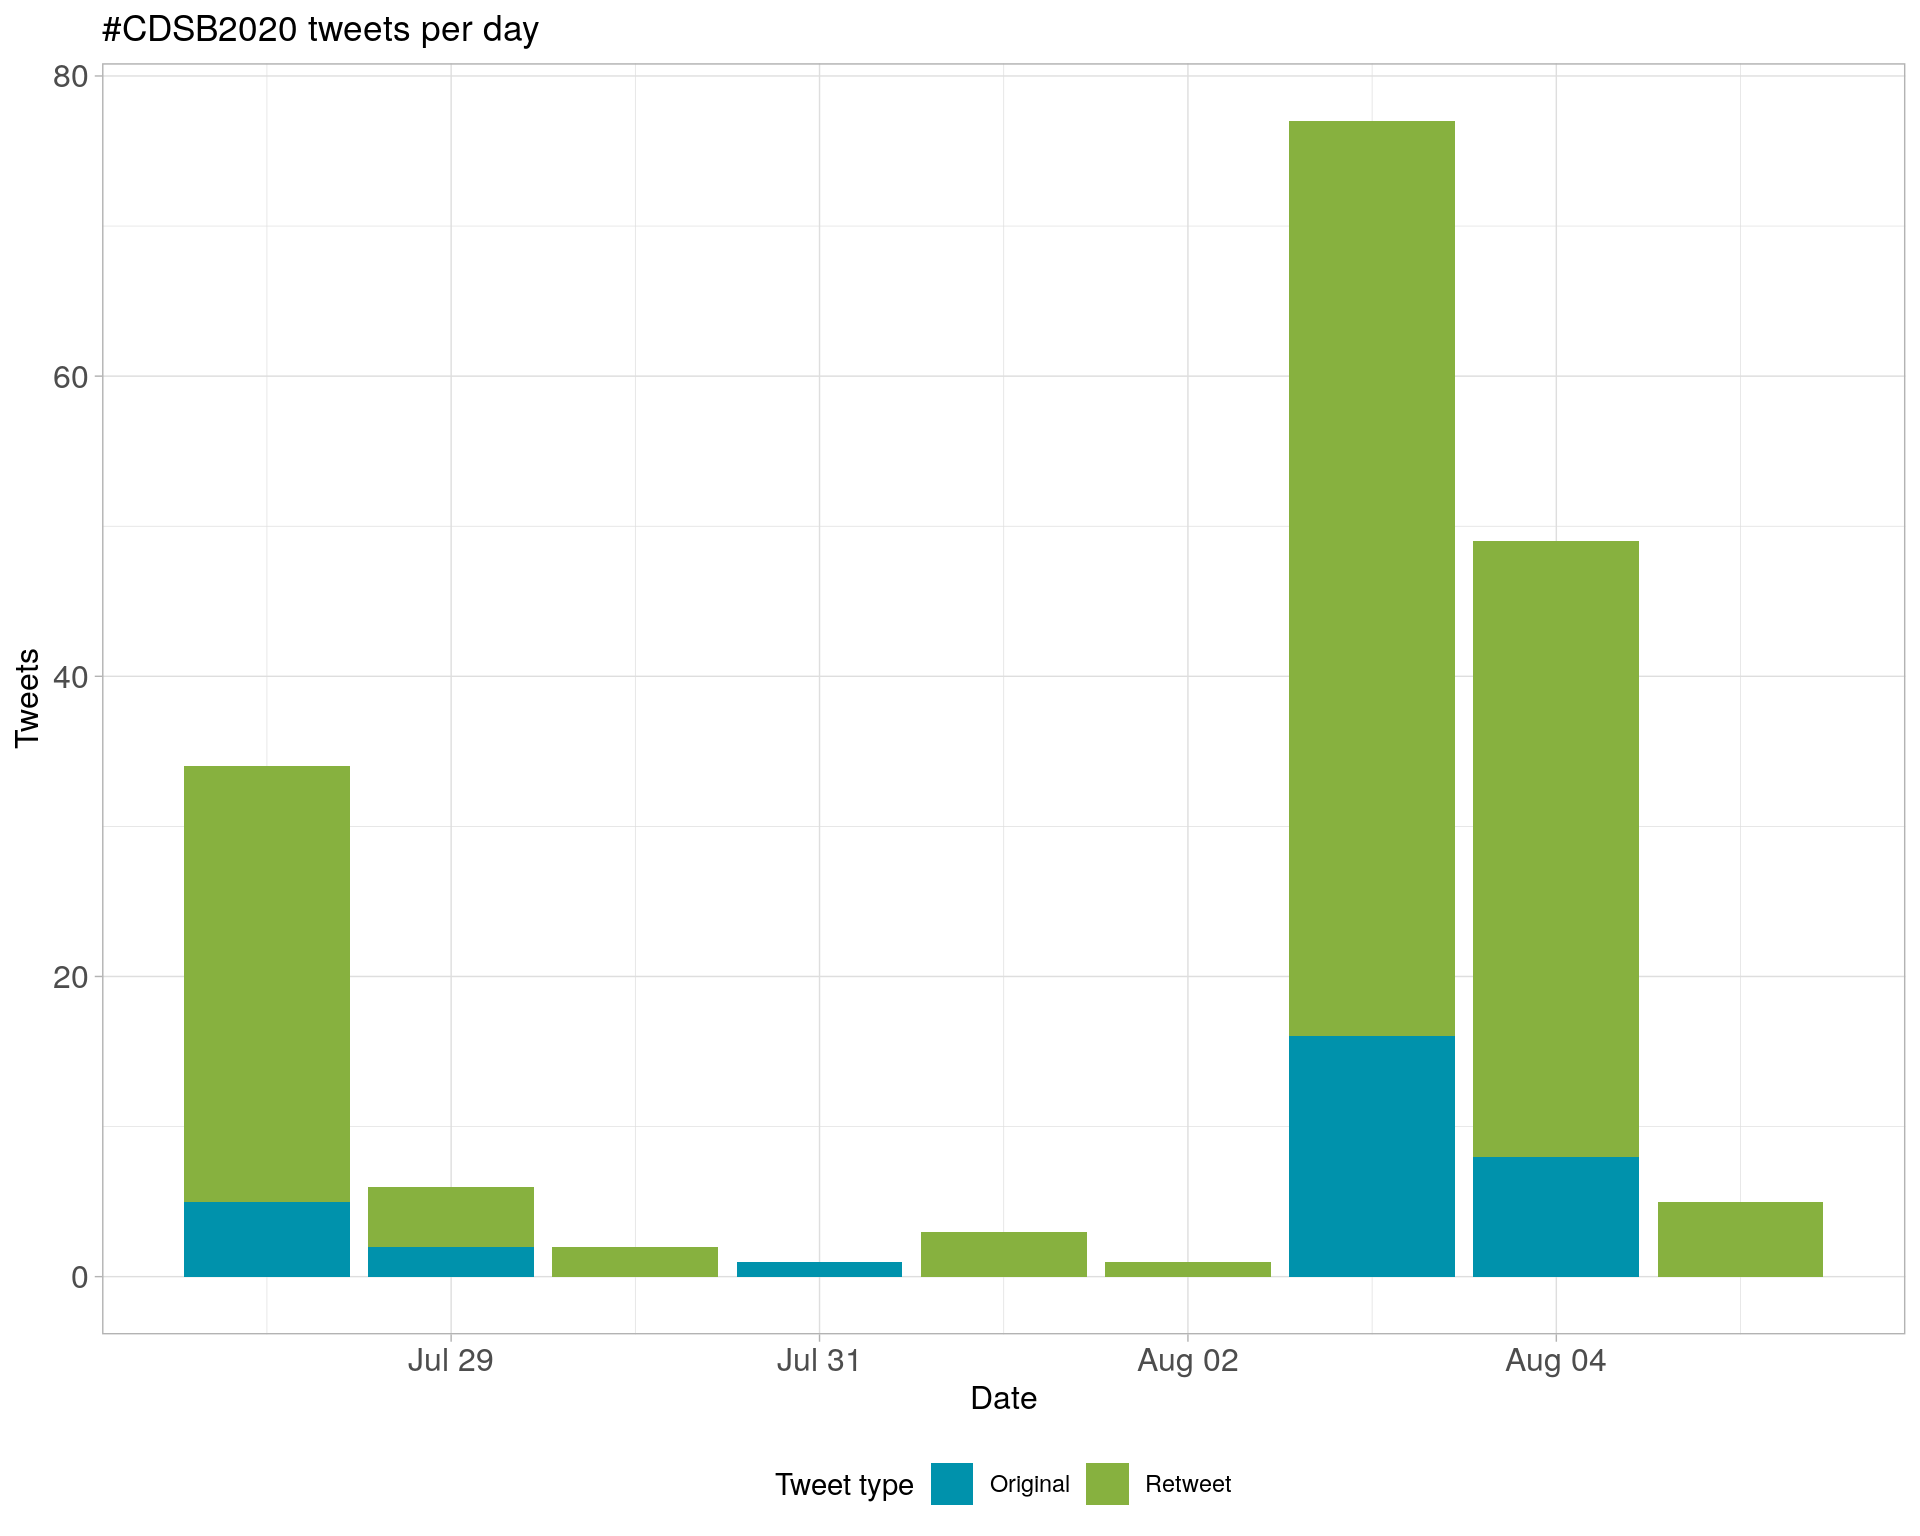 #CDSB2020 tweets per day
80
60
40
20
0
Tweets
Jul 29 Jul 31 Aug 02 Aug 04
Date
Tweet type Original Retweet